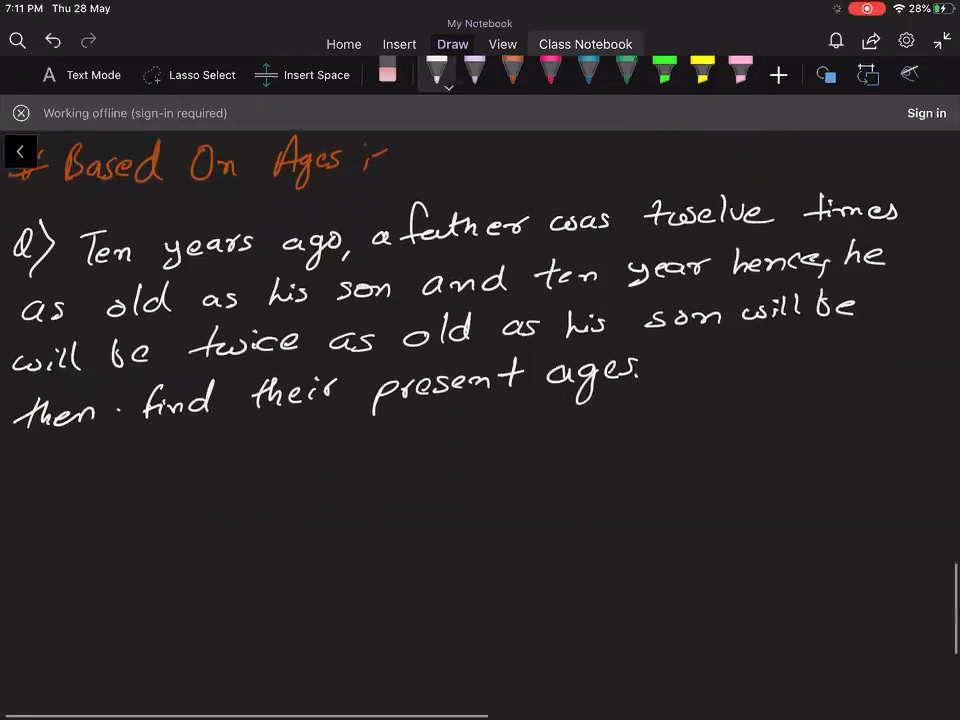 7:11 PM Thu 28 May
28%
My Notebook
Home Insert Draw View Class Notebook
Text Mode Lasso Select Insert Space
Working offline (sign-in required) Sign in
* Based On Ages :-
Q) Ten years ago, a father was twelve times
as old as his son and ten year hence, he
will be twice as old as his son will be
then. find their present ages.